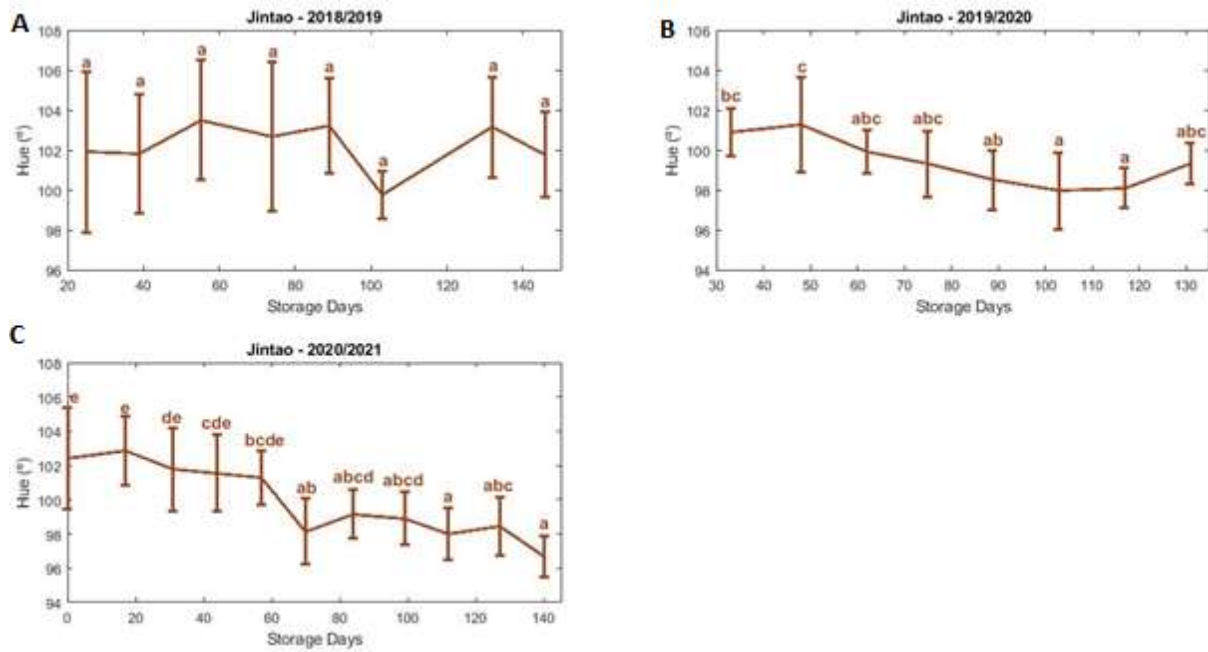 A
Jintao - 2018/2019
108
106
104
102
100
98
96
Hue (°)
a a a a a a a a
20 40 60 80 100 120 140
Storage Days
B
Jintao - 2019/2020
106
104
102
100
98
96
94
Hue (°)
bc c abc abc ab a a abc
30 40 50 60 70 80 90 100 110 120 130
Storage Days
C
Jintao - 2020/2021
108
106
104
102
100
98
96
94
Hue (°)
e e de cde bcde ab abcd abcd a abc a
0 20 40 60 80 100 120 140
Storage Days